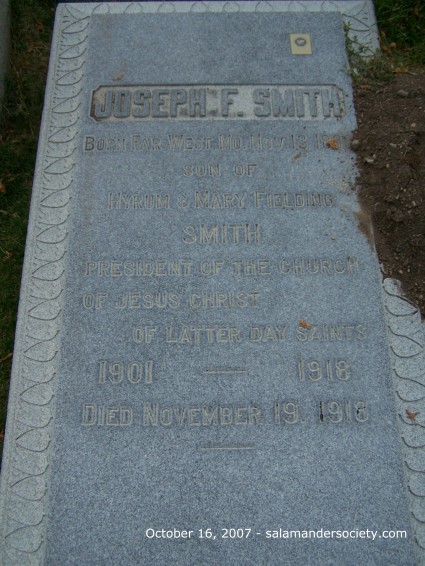 JOSEPH F. SMITH
BORN FAR WEST, MO. NOV. 13,
SON OF
HYRUM & MARY FIELDING
SMITH
PRESIDENT OF THE CHURCH
OF JESUS CHRIST
OF LATTER DAY SAINTS
1901 — 1918
DIED NOVEMBER 19, 1918
October 16, 2007 - salamandersociety.com